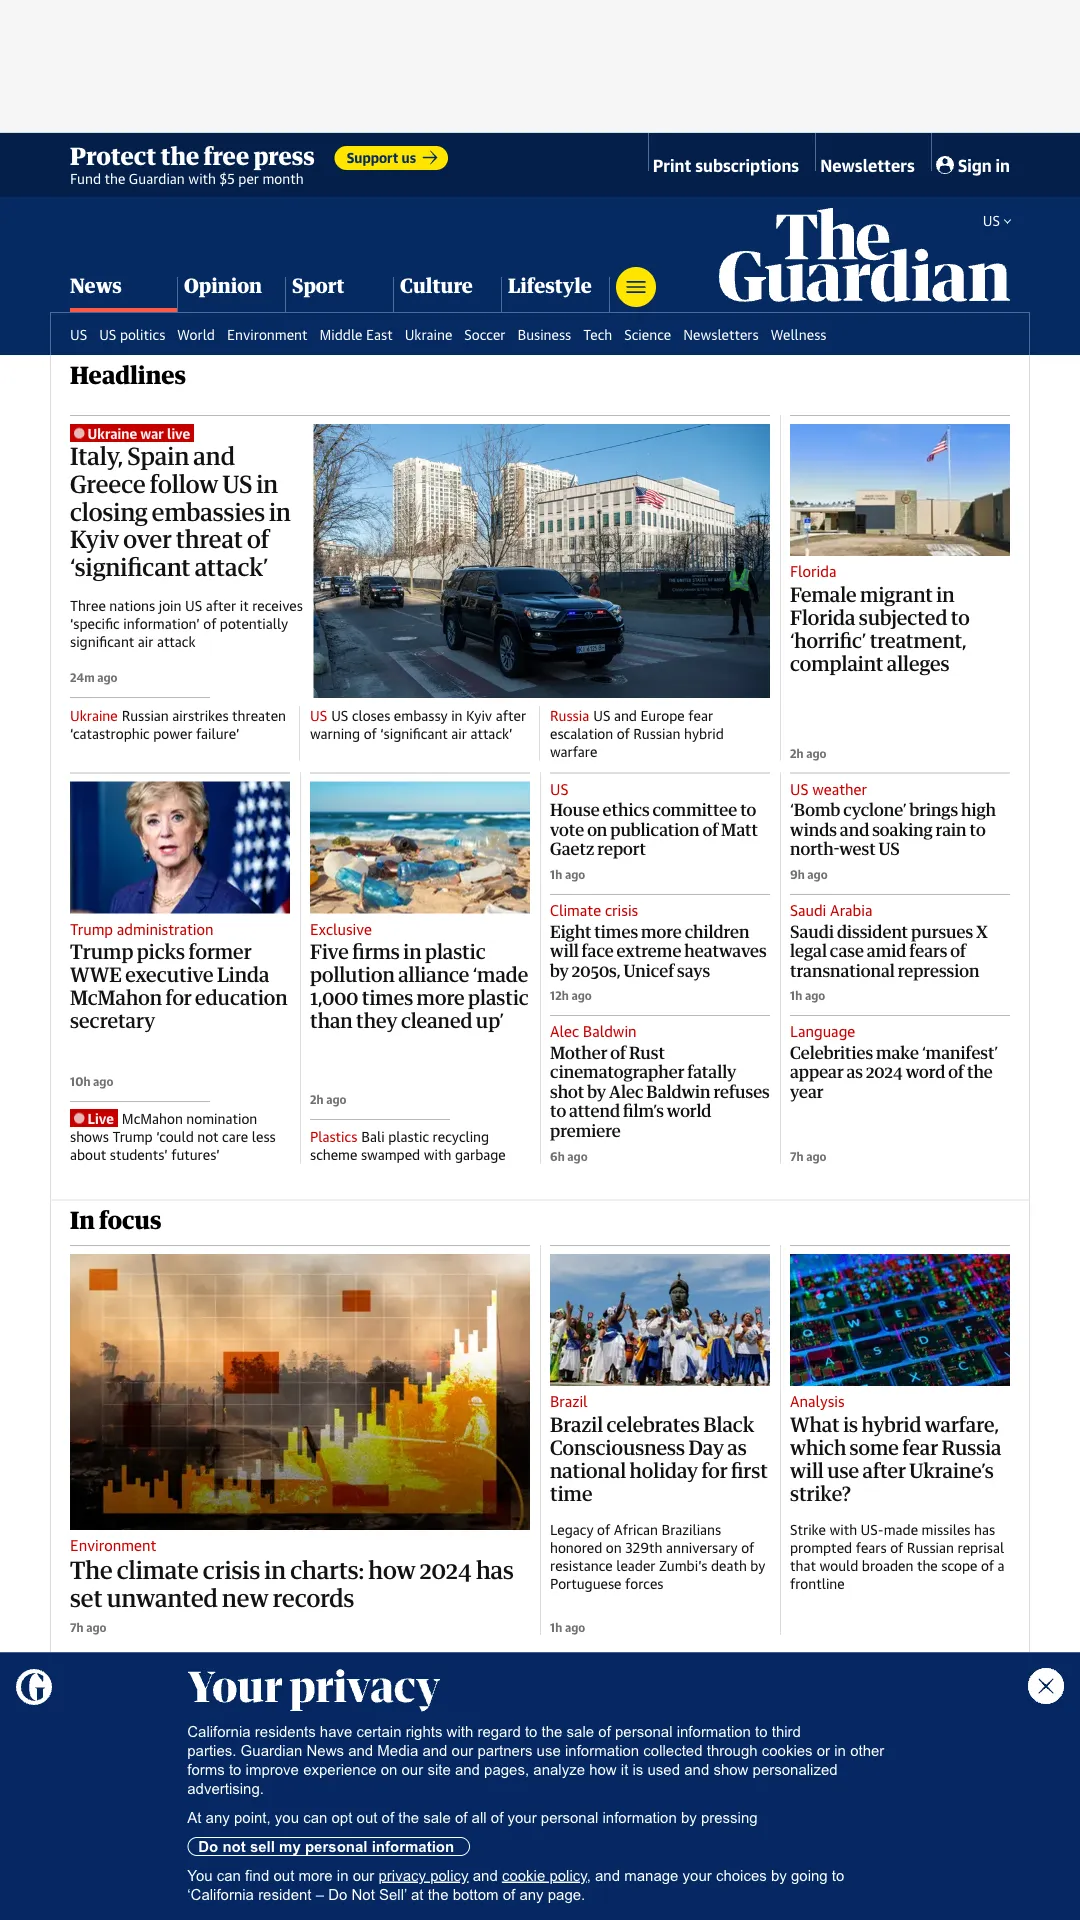 Protect the free press
Support us
Fund the Guardian with $5 per month
Print subscriptions
Newsletters
Sign in
US
The
Guardian
News
Opinion
Sport
Culture
Lifestyle
US US politics World Environment Middle East Ukraine Soccer Business Tech Science Newsletters Wellness
Headlines
Ukraine war live
Italy, Spain and
Greece follow US in
closing embassies in
Kyiv over threat of
‘significant attack’
Three nations join US after it receives
‘specific information’ of potentially
significant air attack
24m ago
Ukraine Russian airstrikes threaten
‘catastrophic power failure’
US US closes embassy in Kyiv after
warning of ‘significant air attack’
Russia US and Europe fear
escalation of Russian hybrid
warfare
Florida
Female migrant in
Florida subjected to
‘horrific’ treatment,
complaint alleges
2h ago
Trump administration
Trump picks former
WWE executive Linda
McMahon for education
secretary
10h ago
Live McMahon nomination
shows Trump ‘could not care less
about students’ futures’
Exclusive
Five firms in plastic
pollution alliance ‘made
1,000 times more plastic
than they cleaned up’
2h ago
Plastics Bali plastic recycling
scheme swamped with garbage
US
House ethics committee to
vote on publication of Matt
Gaetz report
1h ago
US weather
‘Bomb cyclone’ brings high
winds and soaking rain to
north-west US
9h ago
Climate crisis
Eight times more children
will face extreme heatwaves
by 2050s, Unicef says
12h ago
Saudi Arabia
Saudi dissident pursues X
legal case amid fears of
transnational repression
1h ago
Alec Baldwin
Mother of Rust
cinematographer fatally
shot by Alec Baldwin refuses
to attend film’s world
premiere
6h ago
Language
Celebrities make ‘manifest’
appear as 2024 word of the
year
7h ago
In focus
Environment
The climate crisis in charts: how 2024 has
set unwanted new records
7h ago
Brazil
Brazil celebrates Black
Consciousness Day as
national holiday for first
time
Legacy of African Brazilians
honored on 329th anniversary of
resistance leader Zumbi’s death by
Portuguese forces
1h ago
Analysis
What is hybrid warfare,
which some fear Russia
will use after Ukraine’s
strike?
Strike with US-made missiles has
prompted fears of Russian reprisal
that would broaden the scope of a
frontline
Your privacy
California residents have certain rights with regard to the sale of personal information to third
parties. Guardian News and Media and our partners use information collected through cookies or in other
forms to improve experience on our site and pages, analyze how it is used and show personalized
advertising.
At any point, you can opt out of the sale of all of your personal information by pressing
Do not sell my personal information
You can find out more in our privacy policy and cookie policy, and manage your choices by going to
‘California resident – Do Not Sell’ at the bottom of any page.